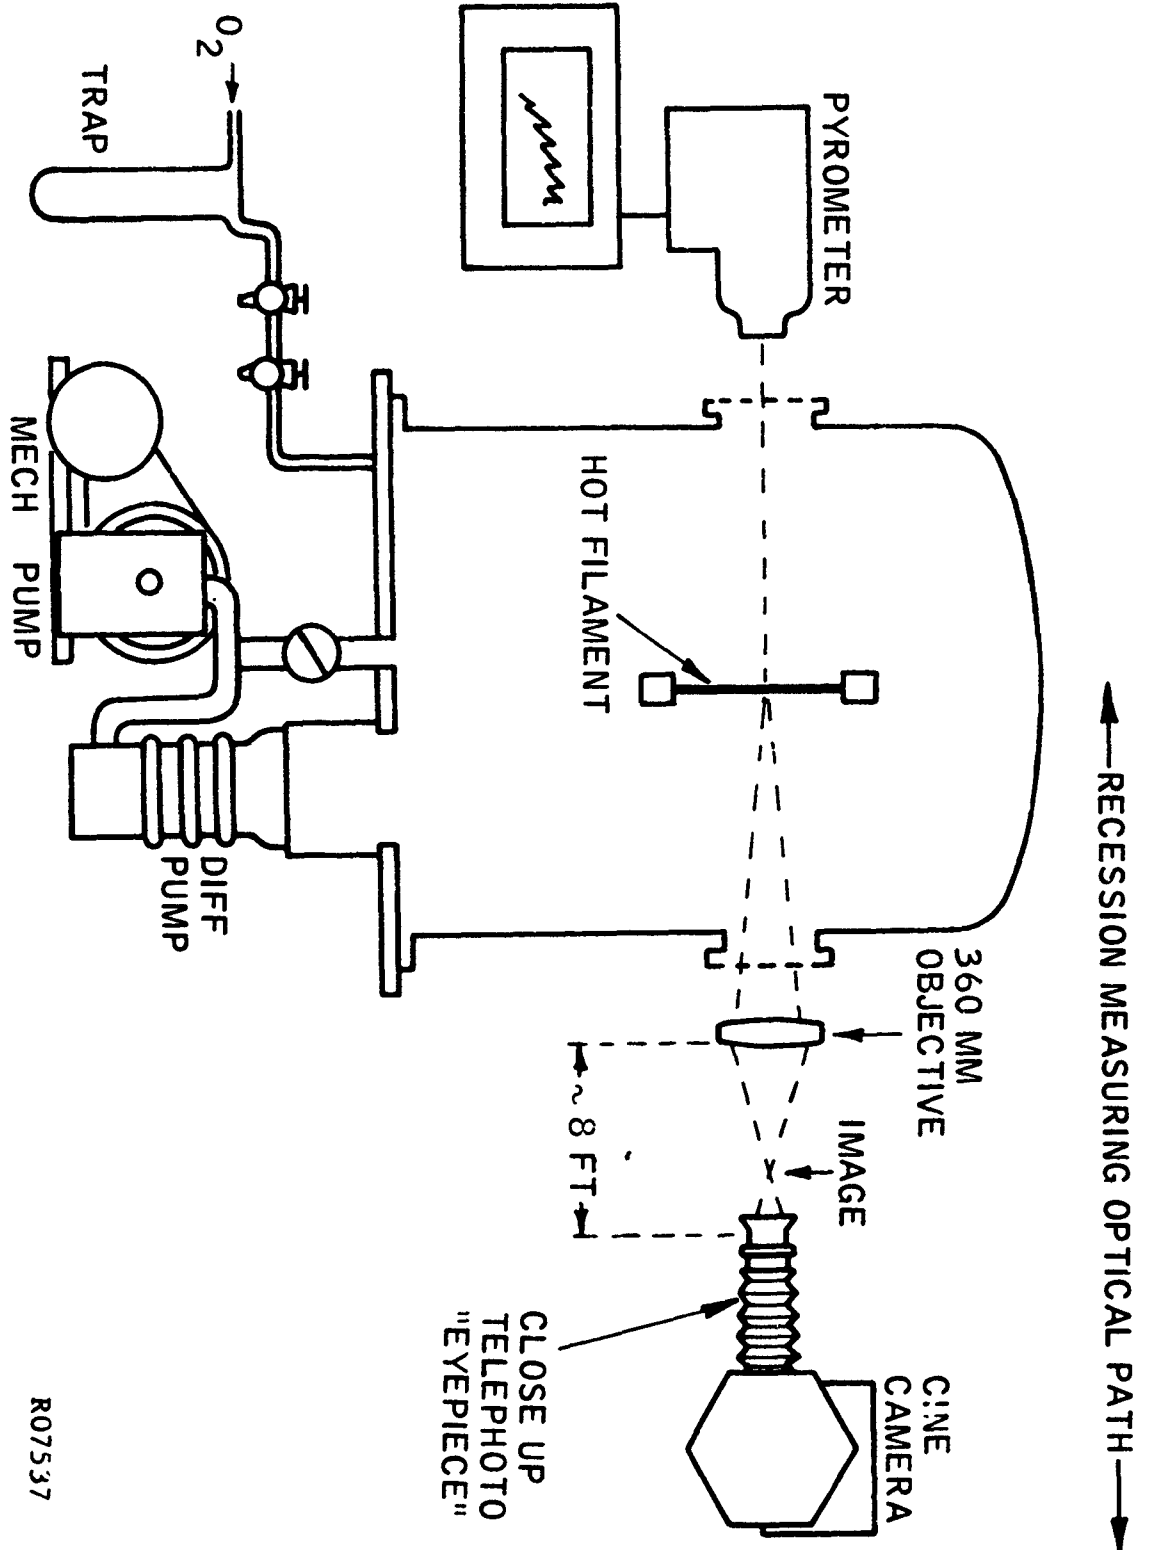 RECESSION MEASURING OPTICAL PATH
PYROMETER
360 MM
OBJECTIVE
IMAGE
CINE
CAMERA
HOT FILAMENT
~ 8 FT
CLOSE UP
TELEPHOTO
"EYEPIECE"
O2
TRAP
MECH PUMP
DIFF
PUMP
R07537